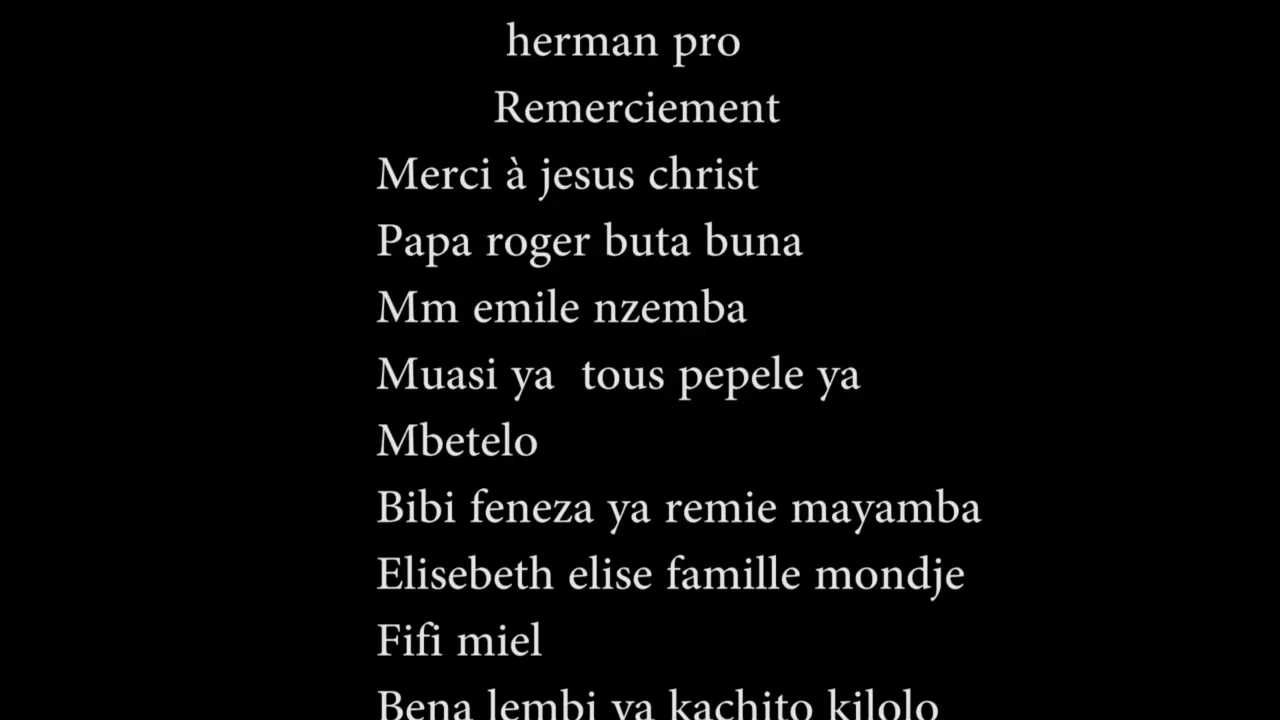 herman pro
Remerciement
Merci à jesus christ
Papa roger buta buna
Mm emile nzemba
Muasi ya  tous pepele ya
Mbetelo
Bibi feneza ya remie mayamba
Elisebeth elise famille mondje
Fifi miel
Bena lembi ya kachito kilolo